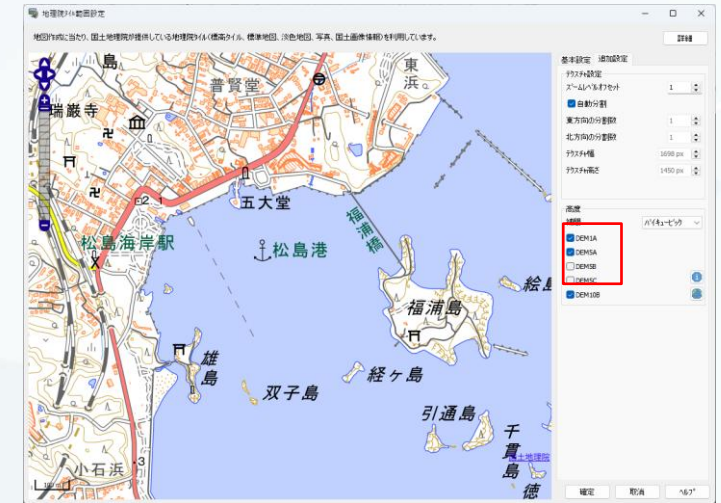 地理院ﾀｲﾙ範囲設定
地図作成に当たり、国土地理院が提供している地理院ﾀｲﾙ(標高タイル、標準地図、淡色地図、写真、国土画像情報)を利用しています。
詳細
基本設定 追加設定
ﾃｸｽﾁｬ設定
ｽﾞｰﾑﾚﾍﾞﾙｵﾌｾｯﾄ 1
自動分割
東方向の分割数 1
北方向の分割数 1
ﾃｸｽﾁｬ幅 1698 px
ﾃｸｽﾁｬ高さ 1450 px
高度
補間 ﾊﾞｲｷｭｰﾋﾞｯｸ
DEM1A
DEM5A
DEM5B
DEM5C
DEM10B
島
普賢堂
東浜
瑞巌寺
2.1
五大堂
福浦橋
松島海岸駅
松島港
絵島
福浦島
雄島
経ヶ島
双子島
引通島
千貫島
国土地理院
小石浜
3
徳
確定 取消 ﾍﾙﾌﾟ